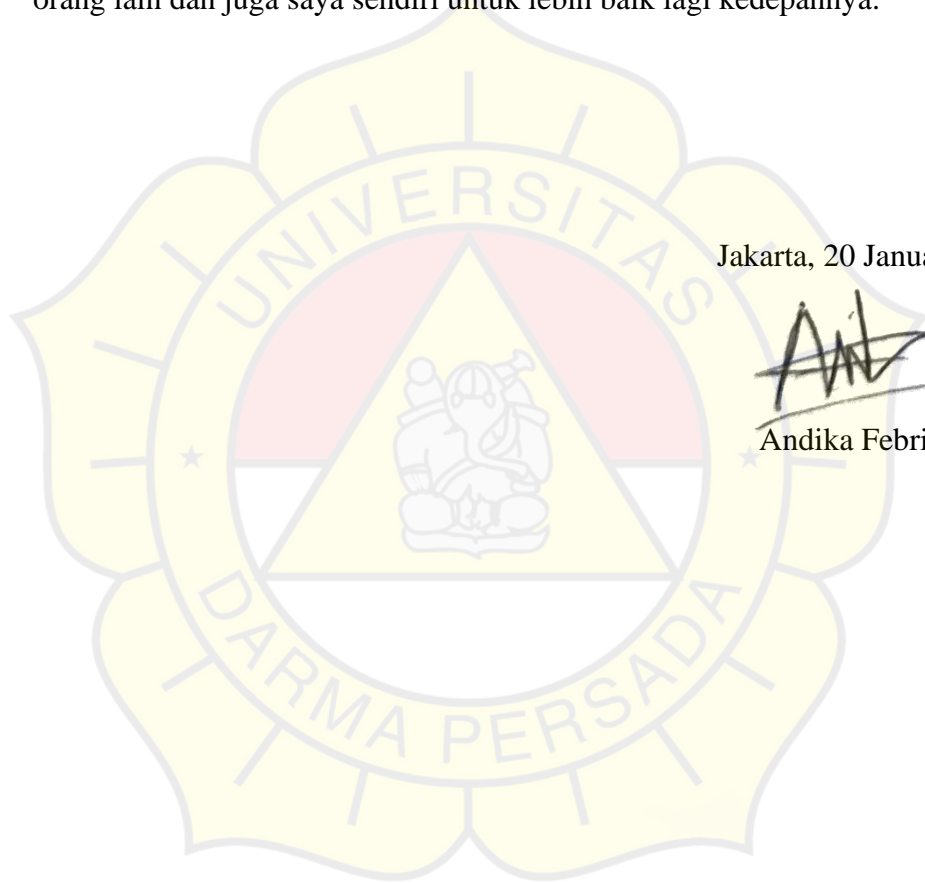 orang lain dan juga saya sendiri untuk lebih baik lagi kedepannya.
UNIVERSITAS
Jakarta, 20 Janua
Andika Febri
DARMA PERSADA